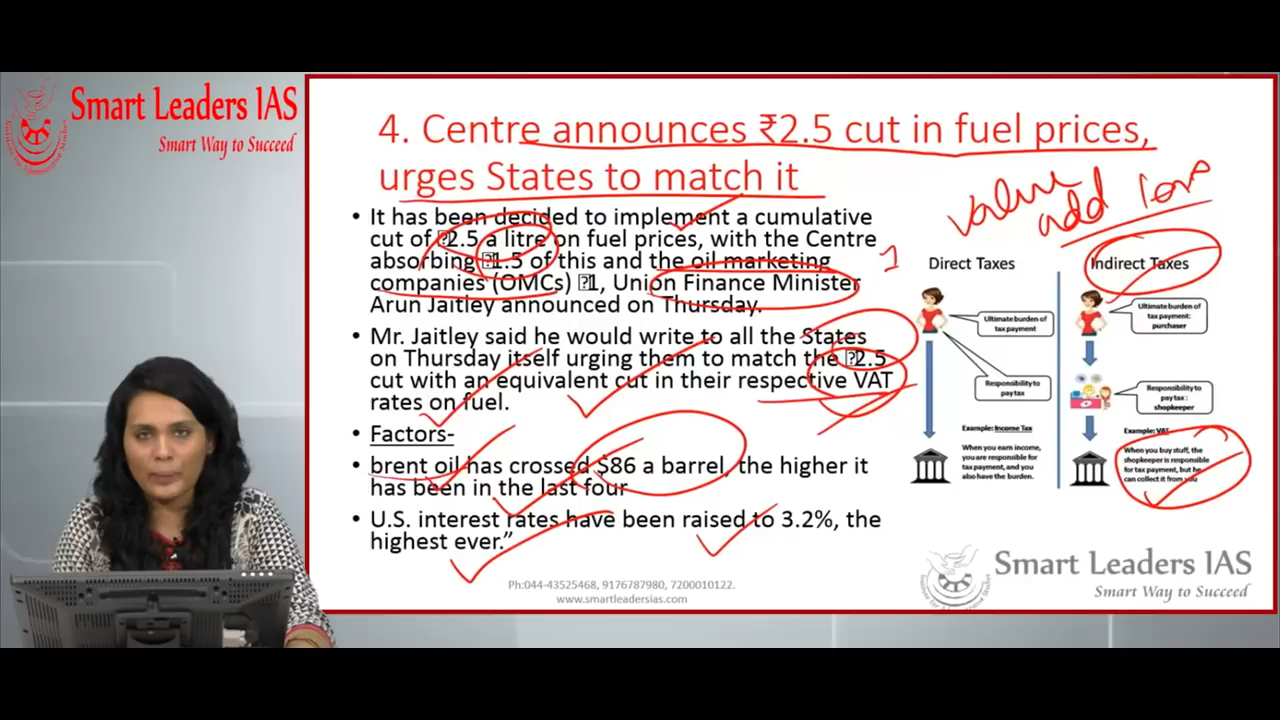 Smart Leaders IAS
Smart Way to Succeed
4. Centre announces ₹2.5 cut in fuel prices,
urges States to match it
• It has been decided to implement a cumulative
cut of 2.5 a litre on fuel prices, with the Centre
absorbing 1.5 of this and the oil marketing
companies (OMCs) 1, Union Finance Minister
Arun Jaitley announced on Thursday.
• Mr. Jaitley said he would write to all the States
on Thursday itself urging them to match the 2.5
cut with an equivalent cut in their respective VAT
rates on fuel.
• Factors-
• brent oil has crossed $86 a barrel, the higher it
has been in the last four
• U.S. interest rates have been raised to 3.2%, the
highest ever.”
value
add
1
Direct Taxes
Ultimate burden of
tax payment
Responsibility to
pay tax
Example: Income Tax
When you earn income,
you are responsible for
tax payment, and you
also have the burden.
Indirect Taxes
Ultimate burden of
tax payment:
purchaser
Responsibility to
pay tax :
shopkeeper
Example: VAT
When you buy stuff, the
shopkeeper is responsible
for tax payment, but he
can collect it from you
Ph:044-43525468, 9176787980, 7200010122.
www.smartleadersias.com
Smart Leaders IAS
Smart Way to Succeed